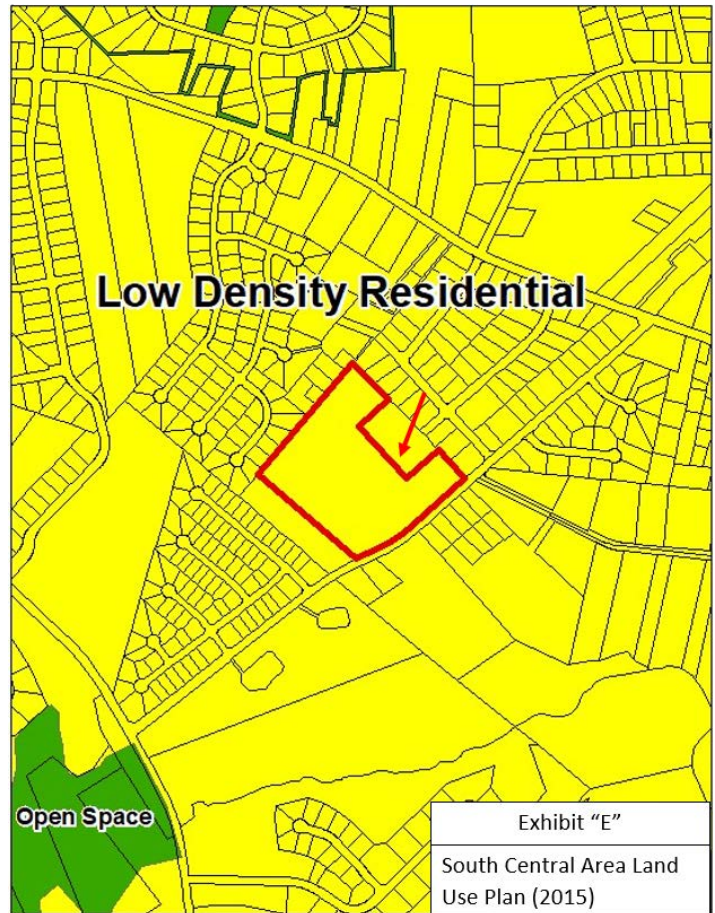 Low Density Residential
Open Space
Exhibit "E"
South Central Area Land
Use Plan (2015)